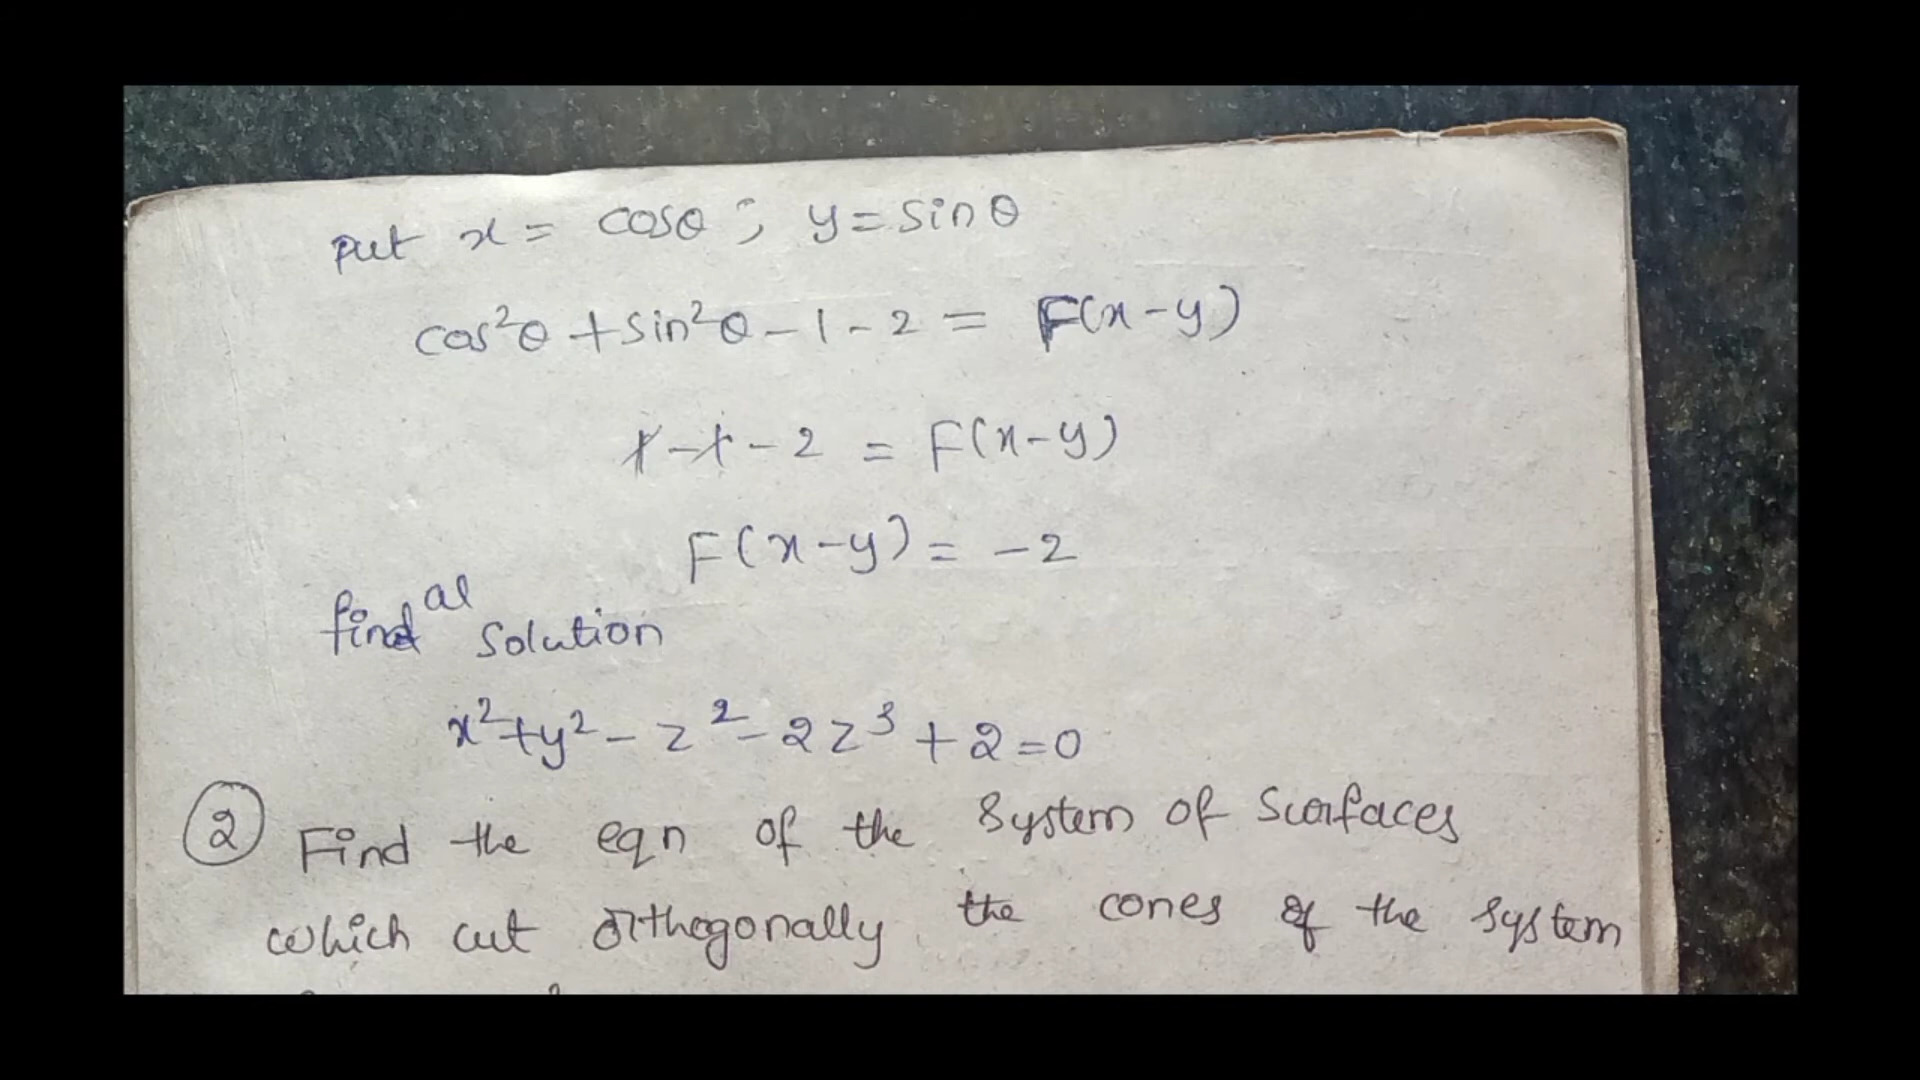 put x = cosθ ; y = sinθ
cos²θ + sin²θ - 1 - 2 = F(x-y)
1 - 1 - 2 = F(x-y)
F(x-y) = -2
final solution
x² + y² - z² - 2z³ + 2 = 0
② Find the eqn of the System of Surfaces
which cut orthogonally the cones of the system